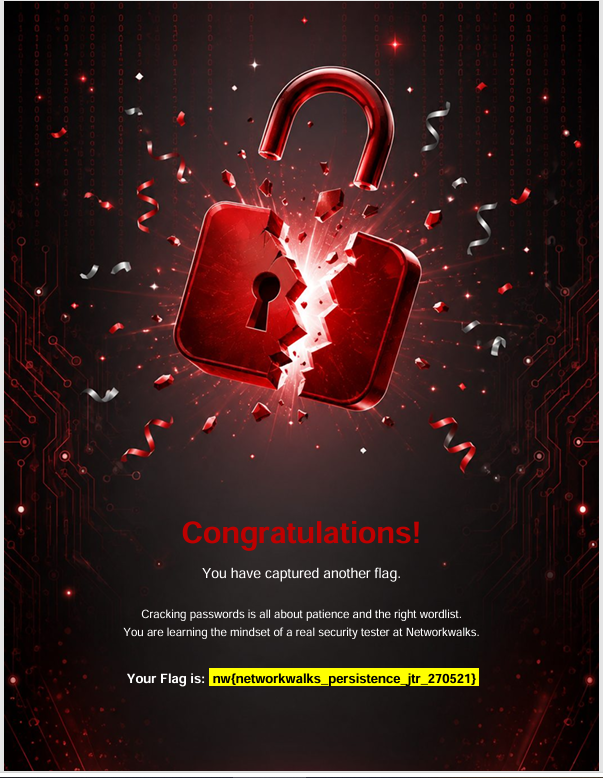 Congratulations!
You have captured another flag.
Cracking passwords is all about patience and the right wordlist.
You are learning the mindset of a real security tester at Networkwalks.
Your Flag is: nw{networkwalks_persistence_jtr_270521}